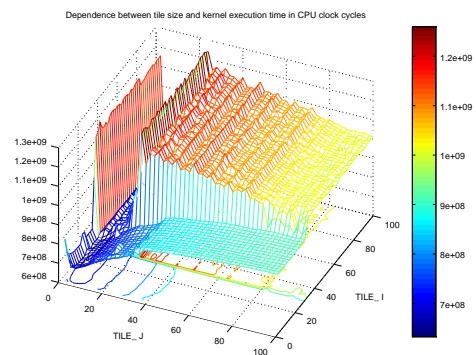 Dependence between tile size and kernel execution time in CPU clock cycles
1.3e+09
1.2e+09
1.1e+09
1e+09
9e+08
8e+08
7e+08
6e+08
0
20
40
60
80
100
TILE_ J
0
20
40
60
80
100
TILE_ I
1.2e+09
1.1e+09
1e+09
9e+08
8e+08
7e+08